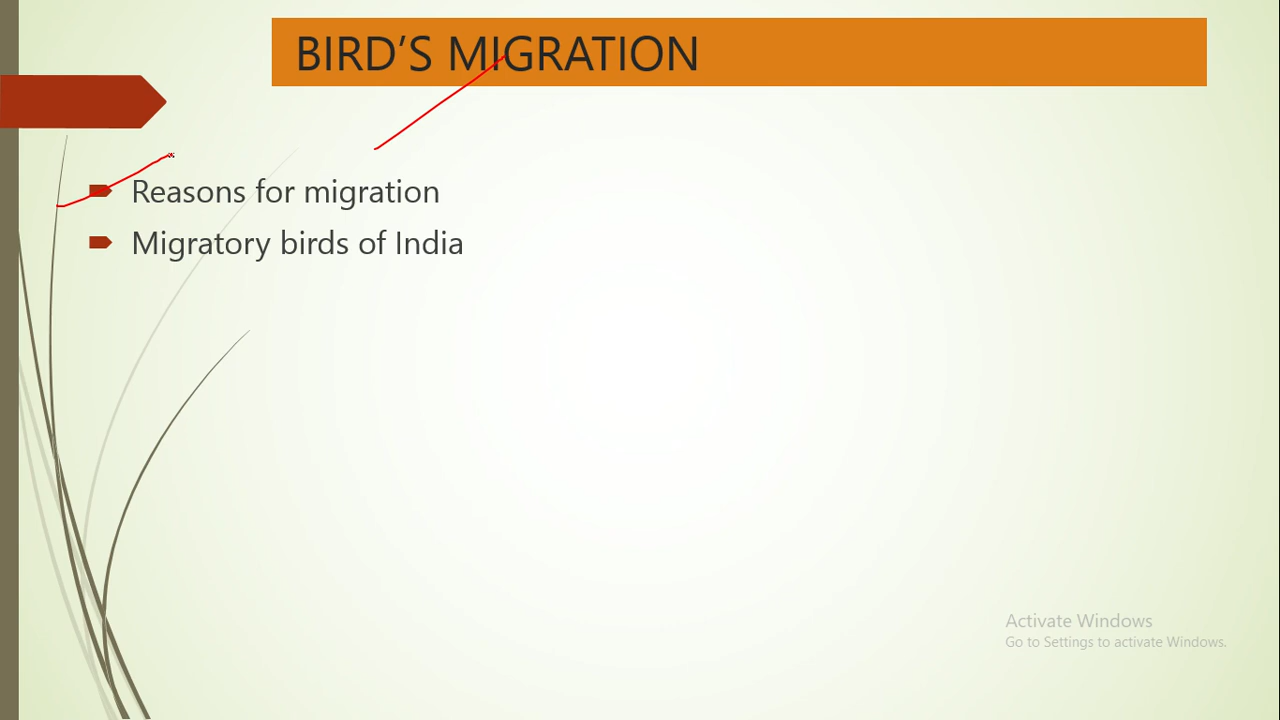 BIRD’S MIGRATION
Reasons for migration
Migratory birds of India
Activate Windows
Go to Settings to activate Windows.